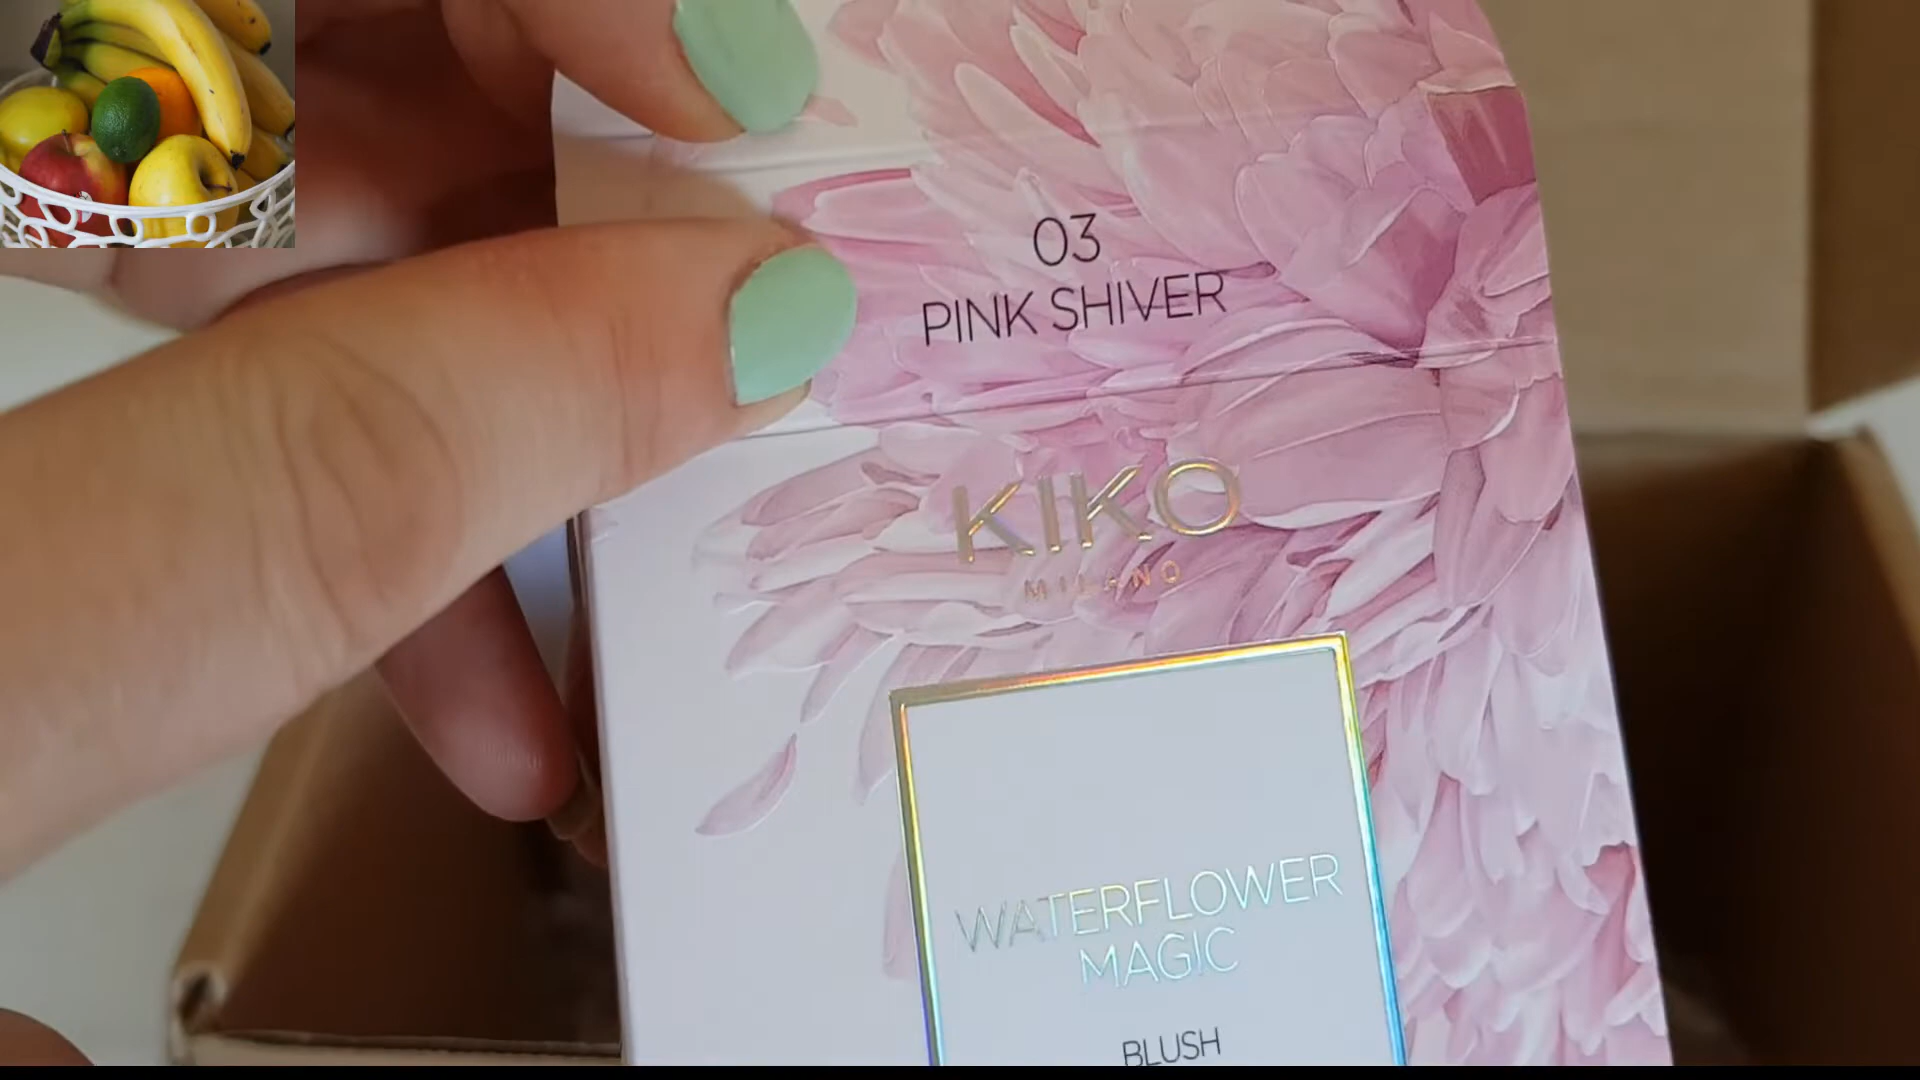 03
PINK SHIVER
KIKO
MILANO
WATERFLOWER
MAGIC
BLUSH